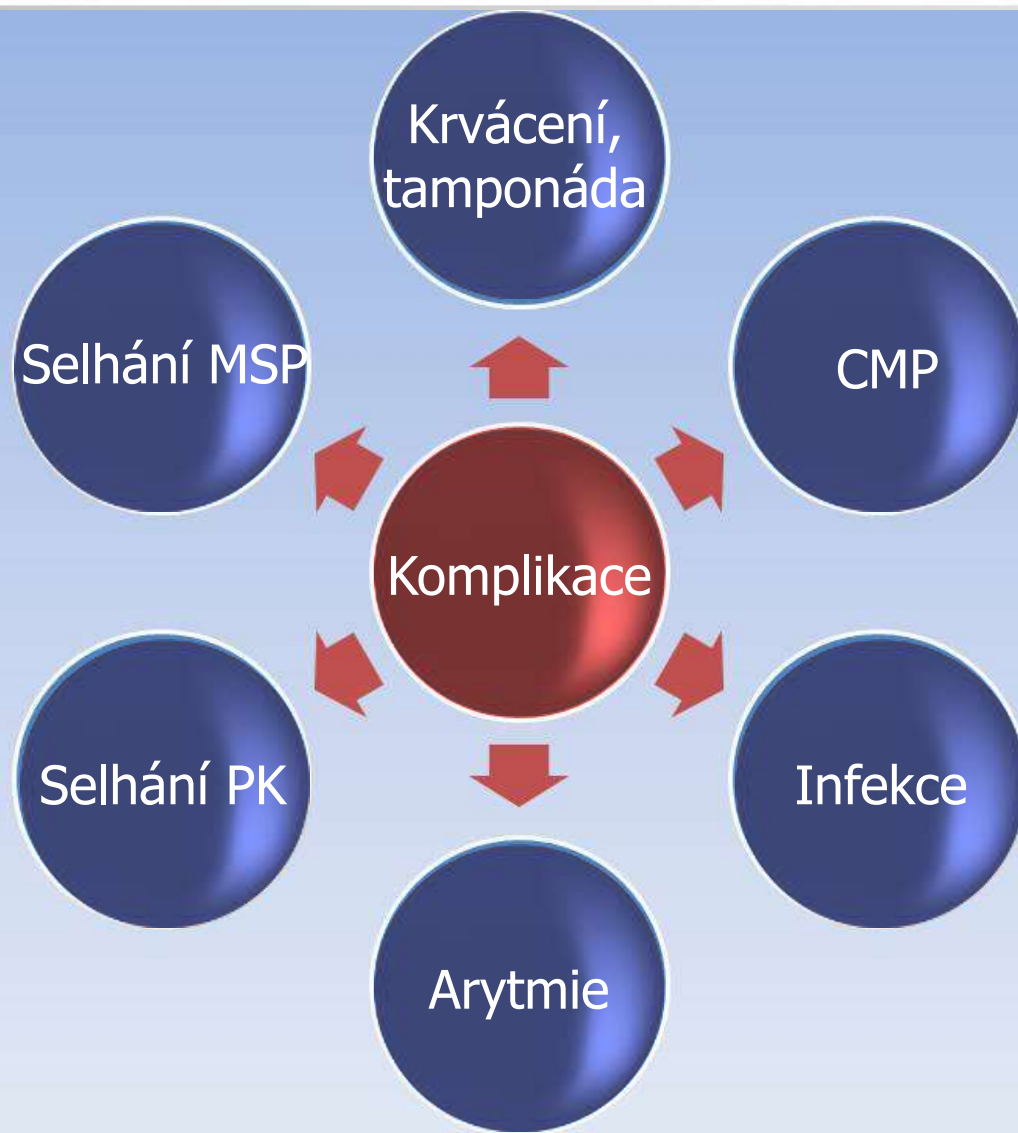 Krvácení,
tamponáda
Selhání MSP
CMP
Komplikace
Selhání PK
Infekce
Arytmie